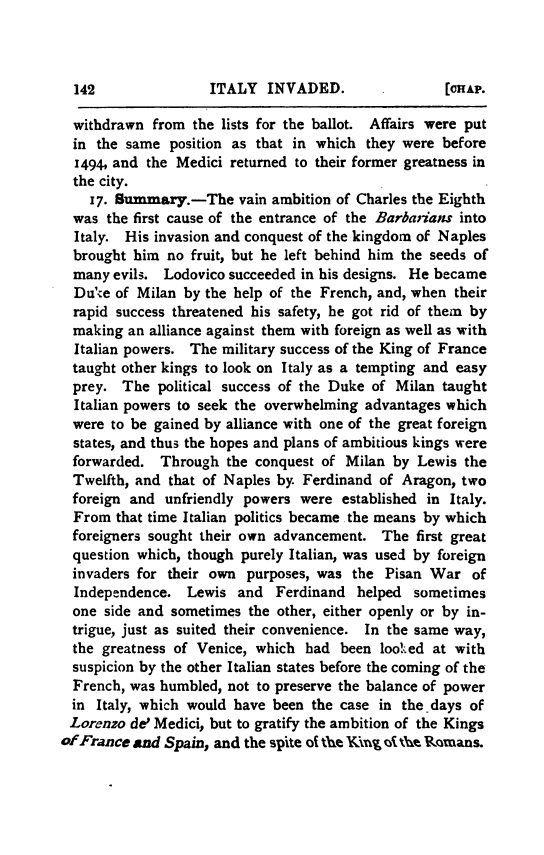 142 ITALY INVADED. [CHAP.
withdrawn from the lists for the ballot. Affairs were put
in the same position as that in which they were before
1494, and the Medici returned to their former greatness in
the city.
17. Summary.—The vain ambition of Charles the Eighth
was the first cause of the entrance of the Barbarians into
Italy. His invasion and conquest of the kingdom of Naples
brought him no fruit, but he left behind him the seeds of
many evils. Lodovico succeeded in his designs. He became
Duke of Milan by the help of the French, and, when their
rapid success threatened his safety, he got rid of them by
making an alliance against them with foreign as well as with
Italian powers. The military success of the King of France
taught other kings to look on Italy as a tempting and easy
prey. The political success of the Duke of Milan taught
Italian powers to seek the overwhelming advantages which
were to be gained by alliance with one of the great foreign
states, and thus the hopes and plans of ambitious kings were
forwarded. Through the conquest of Milan by Lewis the
Twelfth, and that of Naples by Ferdinand of Aragon, two
foreign and unfriendly powers were established in Italy.
From that time Italian politics became the means by which
foreigners sought their own advancement. The first great
question which, though purely Italian, was used by foreign
invaders for their own purposes, was the Pisan War of
Independence. Lewis and Ferdinand helped sometimes
one side and sometimes the other, either openly or by in-
trigue, just as suited their convenience. In the same way,
the greatness of Venice, which had been looked at with
suspicion by the other Italian states before the coming of the
French, was humbled, not to preserve the balance of power
in Italy, which would have been the case in the days of
Lorenzo de' Medici, but to gratify the ambition of the Kings
of France and Spain, and the spite of the King of the Romans.